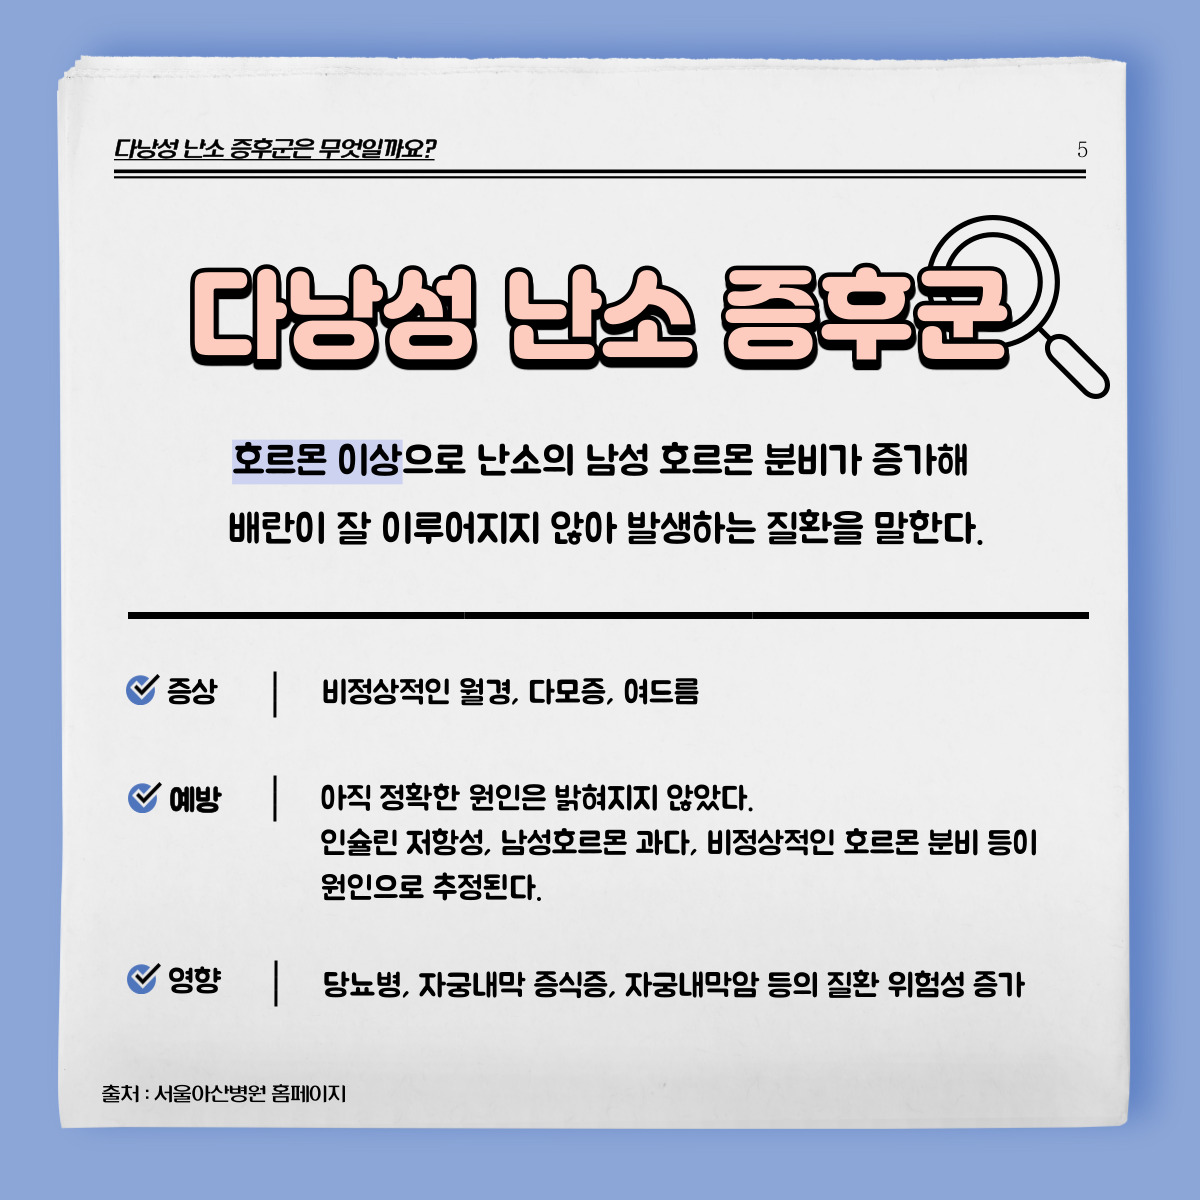 다낭성 난소 증후군은 무엇일까요?
5
다낭성 난소 증후군
호르몬 이상으로 난소의 남성 호르몬 분비가 증가해
배란이 잘 이루어지지 않아 발생하는 질환을 말한다.
증상
비정상적인 월경, 다모증, 여드름
예방
아직 정확한 원인은 밝혀지지 않았다.
인슐린 저항성, 남성호르몬 과다, 비정상적인 호르몬 분비 등이
원인으로 추정된다.
영향
당뇨병, 자궁내막 증식증, 자궁내막암 등의 질환 위험성 증가
출처 : 서울아산병원 홈페이지